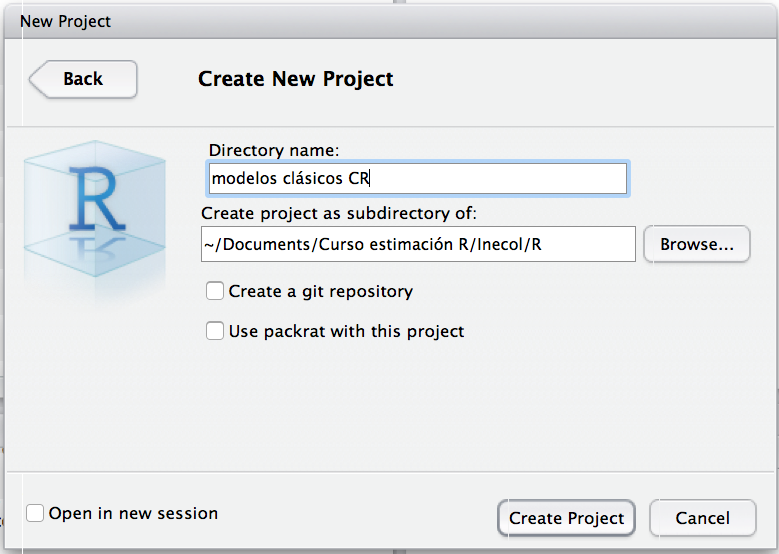 New Project
Back
Create New Project
R
Directory name:
modelos clásicos CR
Create project as subdirectory of:
~/Documents/Curso estimación R/Inecol/R
Browse...
Create a git repository
Use packrat with this project
Open in new session
Create Project
Cancel